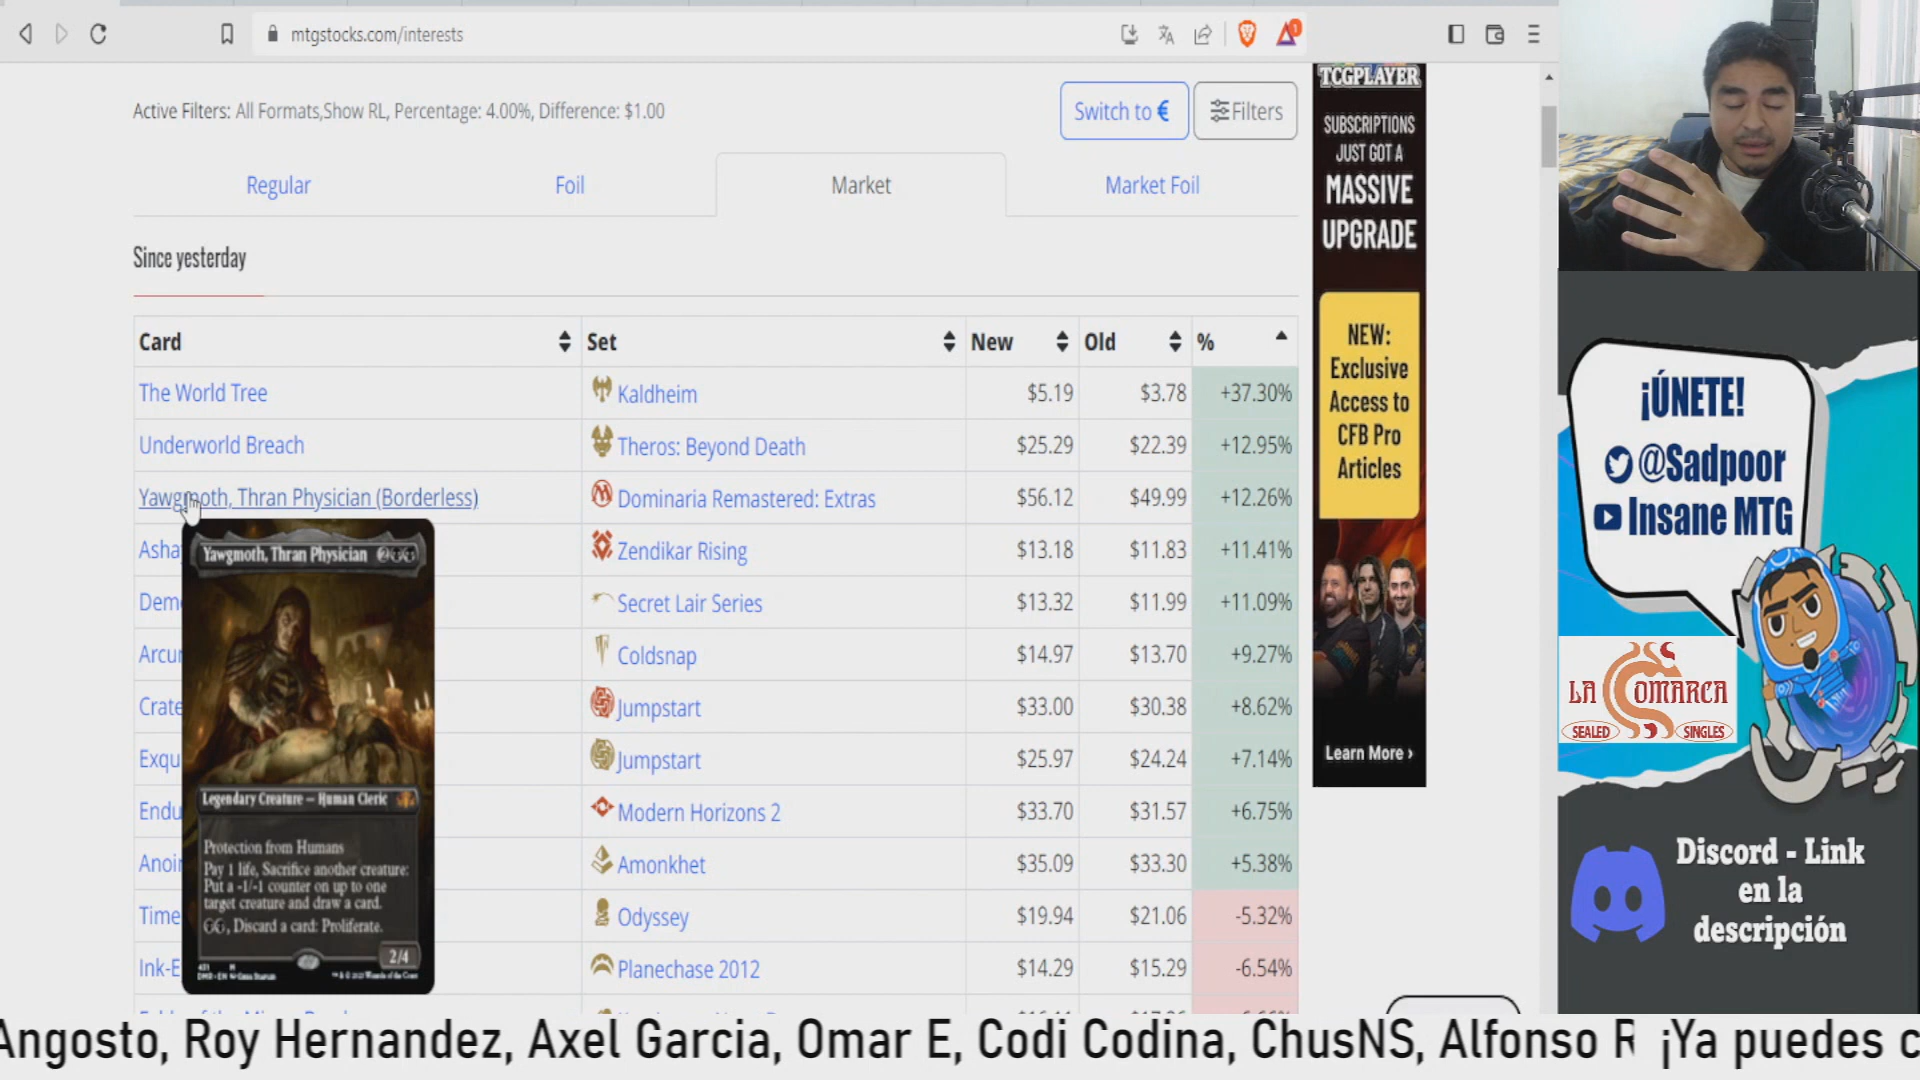 mtgstocks.com/interests
1
Active Filters: All Formats,Show RL, Percentage: 4.00%, Difference: $1.00
Switch to €
Filters
Regular
Foil
Market
Market Foil
Since yesterday
Card Set New Old %
The World Tree Kaldheim $5.19 $3.78 +37.30%
Underworld Breach Theros: Beyond Death $25.29 $22.39 +12.95%
Yawgmoth, Thran Physician (Borderless) Dominaria Remastered: Extras $56.12 $49.99 +12.26%
Asha Zendikar Rising $13.18 $11.83 +11.41%
Dem Secret Lair Series $13.32 $11.99 +11.09%
Arcu Coldsnap $14.97 $13.70 +9.27%
Crate Jumpstart $33.00 $30.38 +8.62%
Exqu Jumpstart $25.97 $24.24 +7.14%
Endu Modern Horizons 2 $33.70 $31.57 +6.75%
Anoi Amonkhet $35.09 $33.30 +5.38%
Time Odyssey $19.94 $21.06 -5.32%
Ink-E Planechase 2012 $14.29 $15.29 -6.54%
Yawgmoth, Thran Physician
Legendary Creature – Human Cleric
Protection from Humans
Pay 1 life, Sacrifice another creature:
Put a -1/-1 counter on up to one
target creature and draw a card.
, Discard a card: Proliferate.
2/4
TCGPLAYER
SUBSCRIPTIONS
JUST GOT A
MASSIVE
UPGRADE
NEW:
Exclusive
Access to
CFB Pro
Articles
Learn More ›
¡ÚNETE!
@Sadpoor
Insane MTG
LA COMARCA
SEALED SINGLES
Discord - Link
en la
descripción
Angosto, Roy Hernandez, Axel Garcia, Omar E, Codi Codina, ChusNS, Alfonso R ¡Ya puedes c